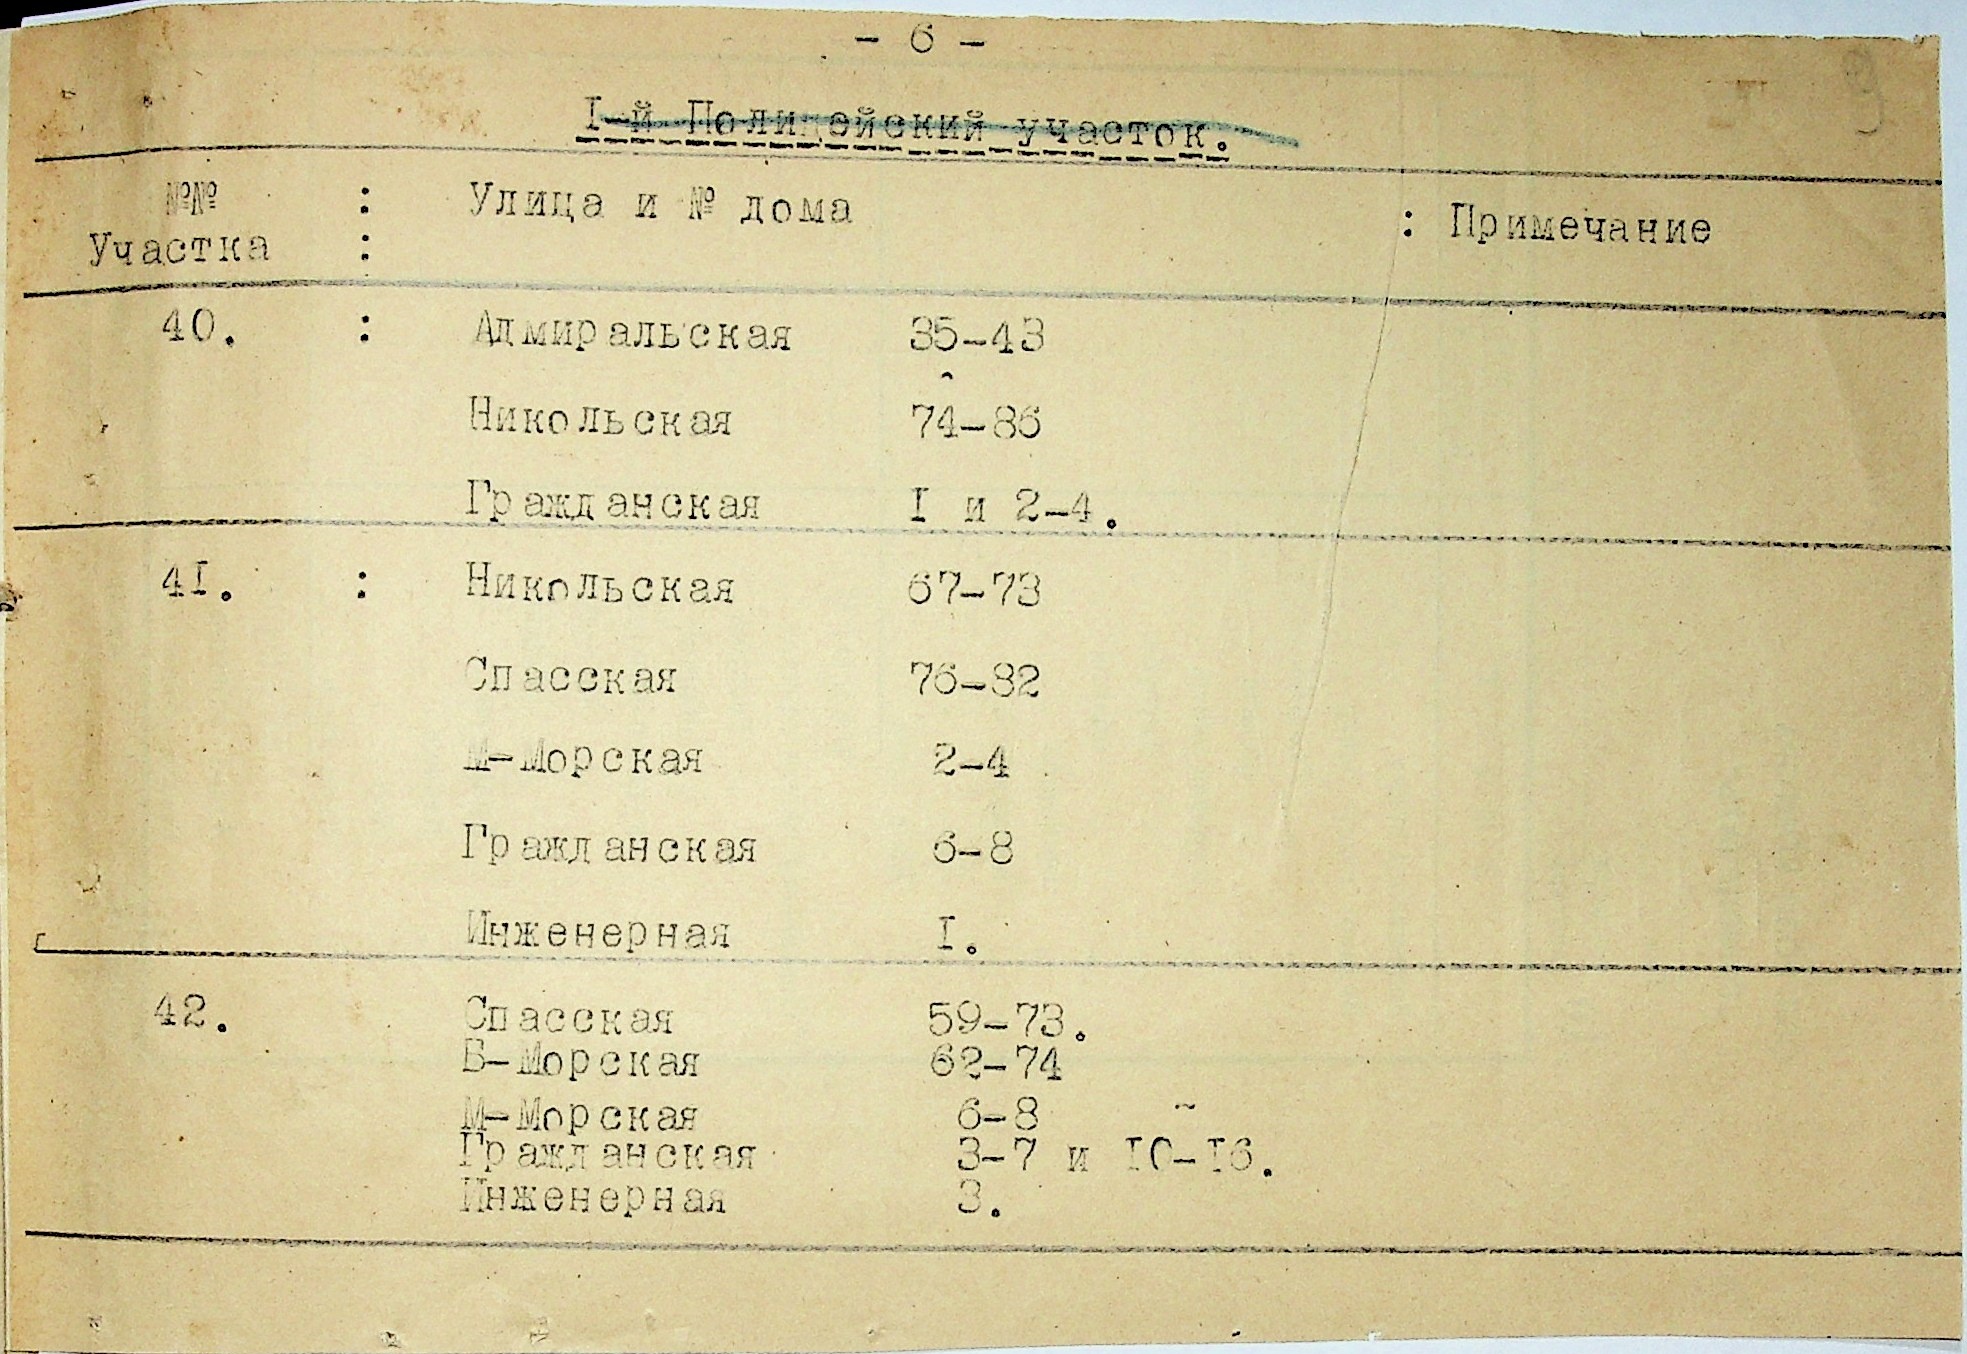 - 6 -
I-й Полицейский участок.
№№ : Улица и № дома : Примечание
Участка :
40. : Адмиральская 35-43
Никольская 74-86
Гражданская I и 2-4.
4I. : Никольская 67-73
Спасская 76-82
М-Морская 2-4
Гражданская 6-8
Инженерная I.
42. Спасская 59-73.
Б-Морская 62-74
М-Морская 6-8
Гражданская 3-7 и IO-I6.
Инженерная 3.